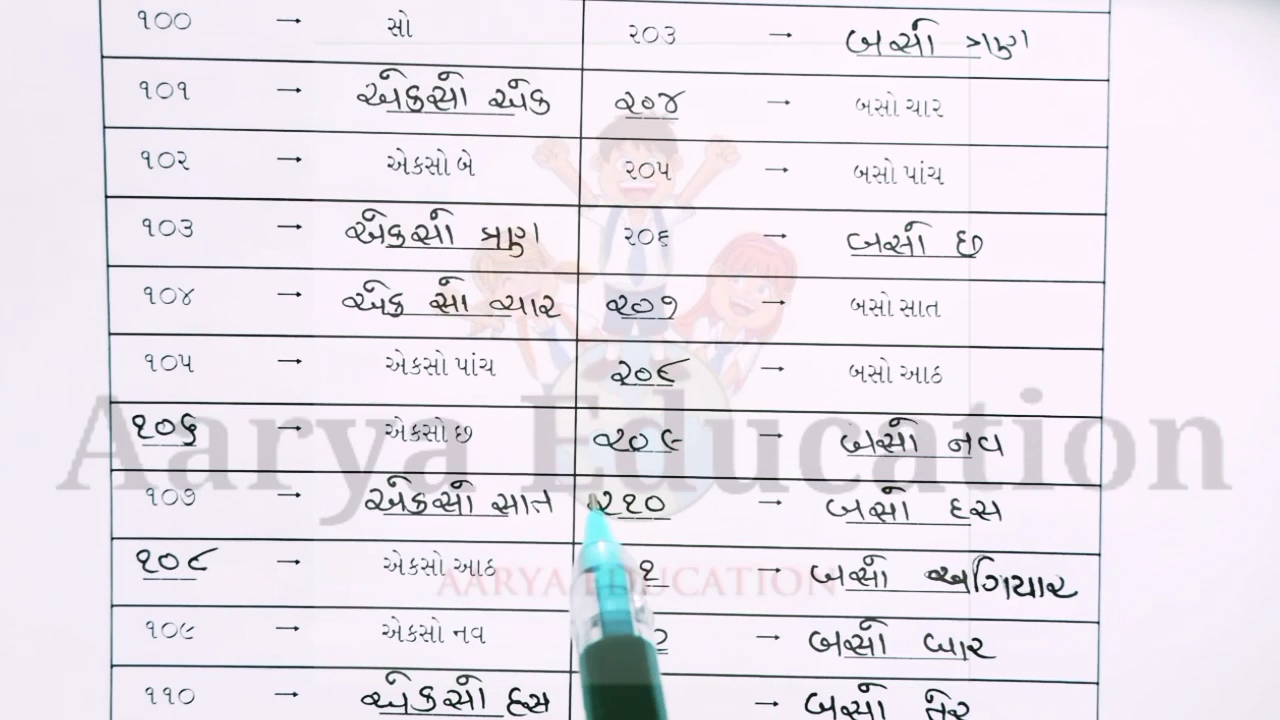 ૧૦૦ → સો ૨૦૩ → બસો ત્રણ
૧૦૧ → એકસો એક ૨૦૪ → બસો ચાર
૧૦૨ → એકસો બે ૨૦૫ → બસો પાંચ
૧૦૩ → એકસો ત્રણ ૨૦૬ → બસો છ
૧૦૪ → એક સો ચાર ૨૦૭ → બસો સાત
૧૦૫ → એકસો પાંચ ૨૦૮ → બસો આઠ
૧૦૬ → એકસો છ ૨૦૯ → બસો નવ
૧૦૭ → એકસો સાત ૨૧૦ → બસો દસ
૧૦૮ → એકસો આઠ ૧ → બસો અગિયાર
૧૦૯ → એકસો નવ ૨ → બસો બાર
૧૧૦ → એકસો દસ → બસો તેર
Aarya Education
AARYA EDUCATION